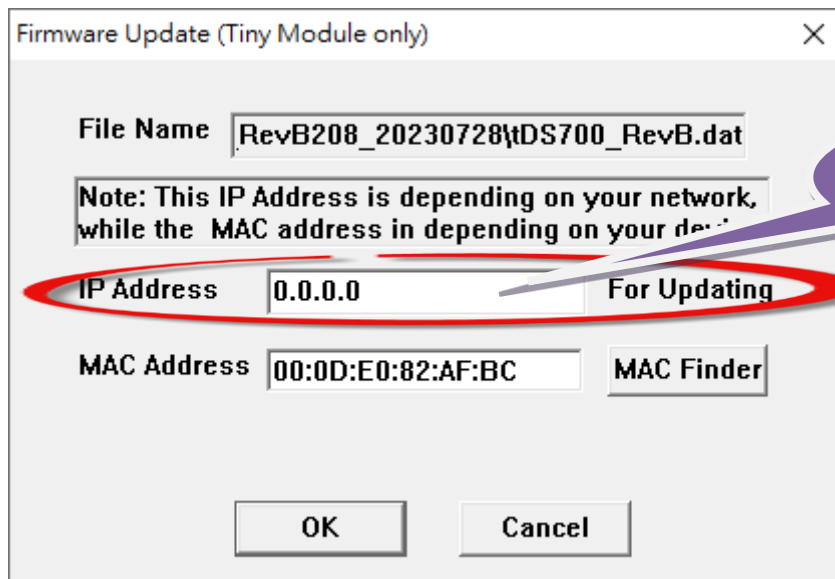 Firmware Update (Tiny Module only)
File Name RevB208_20230728\tDS700_RevB.dat
Note: This IP Address is depending on your network,
while the MAC address in depending on your
IP Address 0.0.0.0 For Updating
MAC Address 00:0D:E0:82:AF:BC MAC Finder
OK Cancel